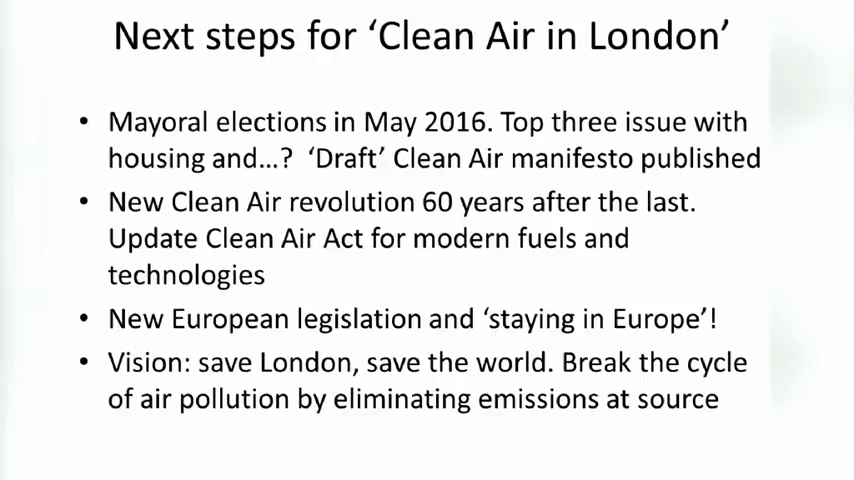 Next steps for ‘Clean Air in London’
• Mayoral elections in May 2016. Top three issue with
housing and...? ‘Draft’ Clean Air manifesto published
• New Clean Air revolution 60 years after the last.
Update Clean Air Act for modern fuels and
technologies
• New European legislation and ‘staying in Europe’!
• Vision: save London, save the world. Break the cycle
of air pollution by eliminating emissions at source